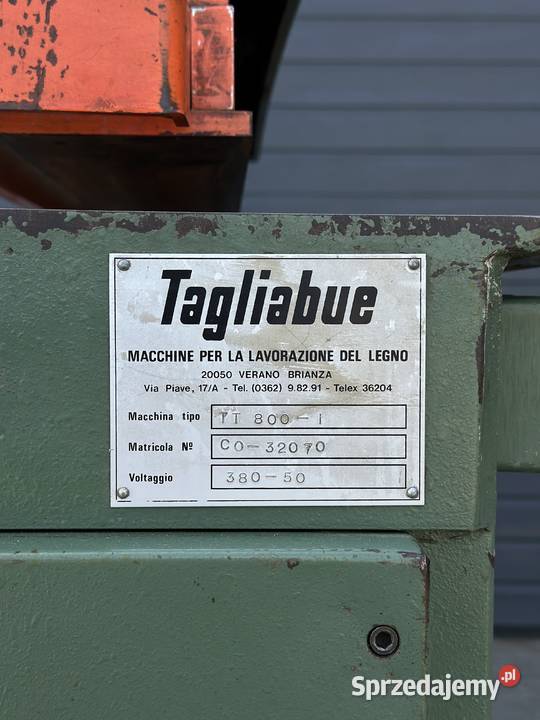 Tagliabue
MACCHINE PER LA LAVORAZIONE DEL LEGNO
20050 VERANO BRIANZA
Via Piave, 17/A - Tel. (0362) 9.82.91 - Telex 36204
Macchina tipo TT 800-1
Matricola Nº CO-32070
Voltaggio 380-50
Sprzedajemy.pl